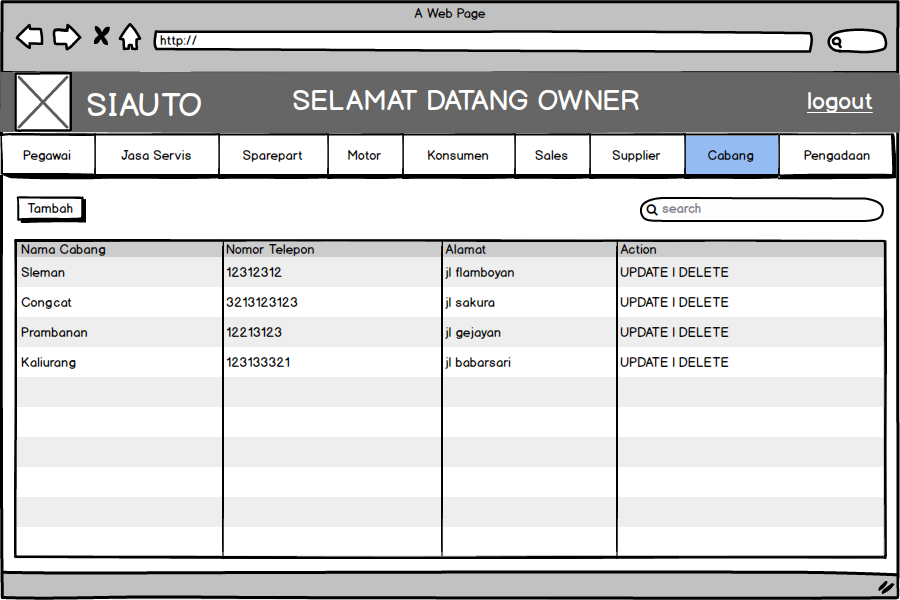 A Web Page
http://
SIAUTO
SELAMAT DATANG OWNER
logout
Pegawai Jasa Servis Sparepart Motor Konsumen Sales Supplier Cabang Pengadaan
Tambah
search
Nama Cabang Nomor Telepon Alamat Action
Sleman 12312312 jl flamboyan UPDATE | DELETE
Congcat 3213123123 jl sakura UPDATE | DELETE
Prambanan 12213123 jl gejayan UPDATE | DELETE
Kaliurang 123133321 jl babarsari UPDATE | DELETE